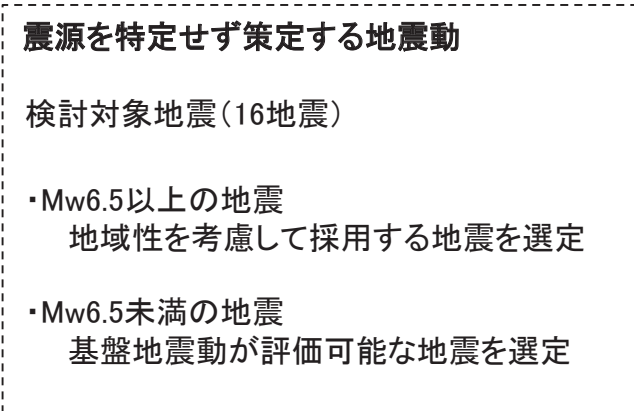 震源を特定せず策定する地震動
検討対象地震（16地震）
・Mw6.5以上の地震
地域性を考慮して採用する地震を選定
・Mw6.5未満の地震
基盤地震動が評価可能な地震を選定